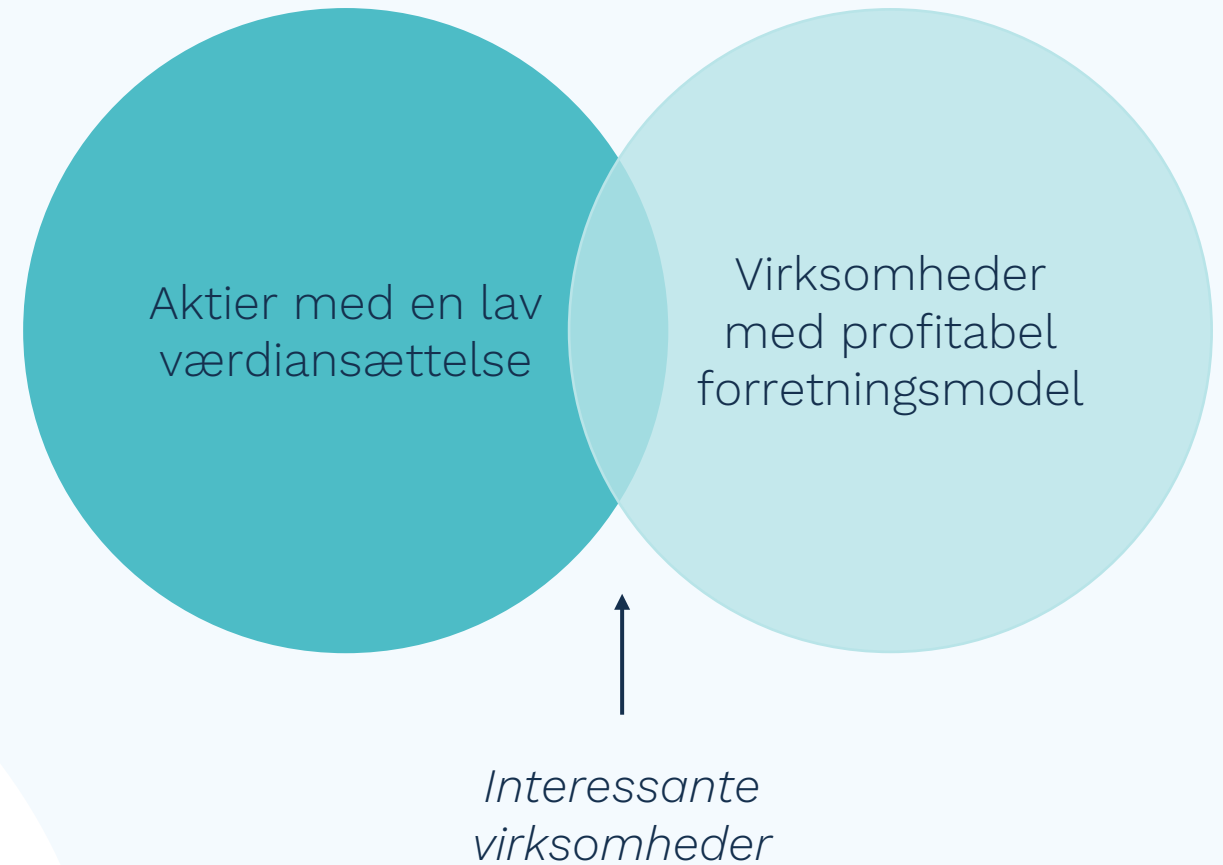 Aktier med en lav
værdiansættelse
Virksomheder
med profitabel
forretningsmodel
Interessante
virksomheder